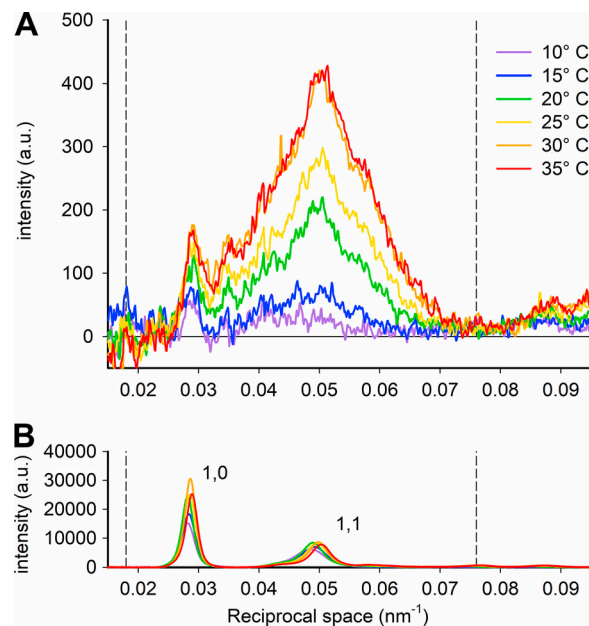 A
500
400
300
200
100
0
intensity (a.u.)
10° C
15° C
20° C
25° C
30° C
35° C
0.02 0.03 0.04 0.05 0.06 0.07 0.08 0.09
B
40000
30000
20000
10000
0
intensity (a.u.)
1,0
1,1
0.02 0.03 0.04 0.05 0.06 0.07 0.08 0.09
Reciprocal space (nm⁻¹)